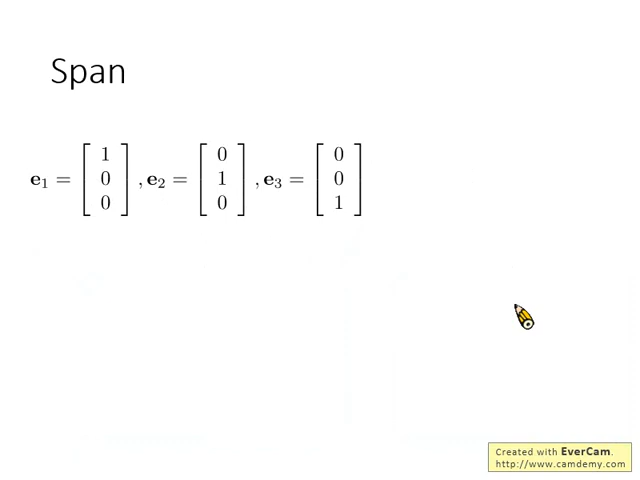 Span
e₁ = [ 1 0 0 ] , e₂ = [ 0 1 0 ] , e₃ = [ 0 0 1 ]
Created with EverCam.
http://www.camdemy.com